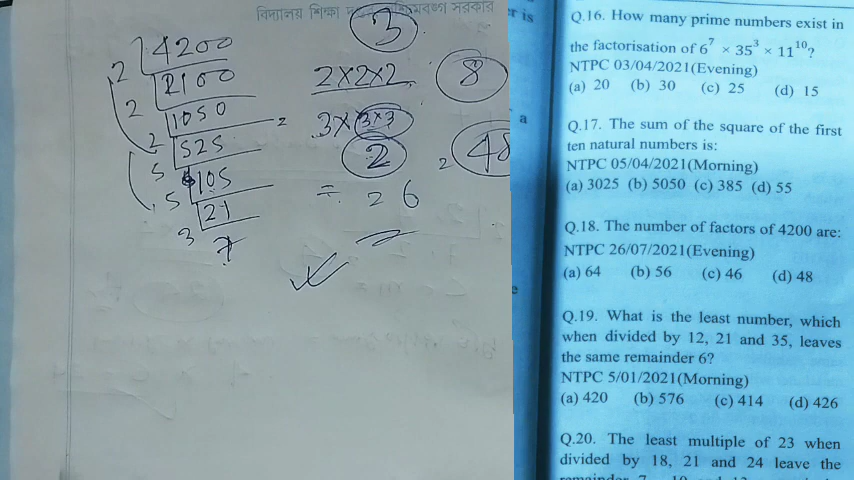 বিদ্যালয় শিক্ষা
সরকার
3
2 4200
2 2100
2 1050
5 525
5 105
3 21
7
2×2×2
8
3×3×3
2
2 48
÷ 2 6
r is
a
e
Q.16. How many prime numbers exist in
the factorisation of 6⁷ × 35³ × 11¹⁰?
NTPC 03/04/2021(Evening)
(a) 20 (b) 30 (c) 25 (d) 15
Q.17. The sum of the square of the first
ten natural numbers is:
NTPC 05/04/2021(Morning)
(a) 3025 (b) 5050 (c) 385 (d) 55
Q.18. The number of factors of 4200 are:
NTPC 26/07/2021(Evening)
(a) 64 (b) 56 (c) 46 (d) 48
Q.19. What is the least number, which
when divided by 12, 21 and 35, leaves
the same remainder 6?
NTPC 5/01/2021(Morning)
(a) 420 (b) 576 (c) 414 (d) 426
Q.20. The least multiple of 23 when
divided by 18, 21 and 24 leave the